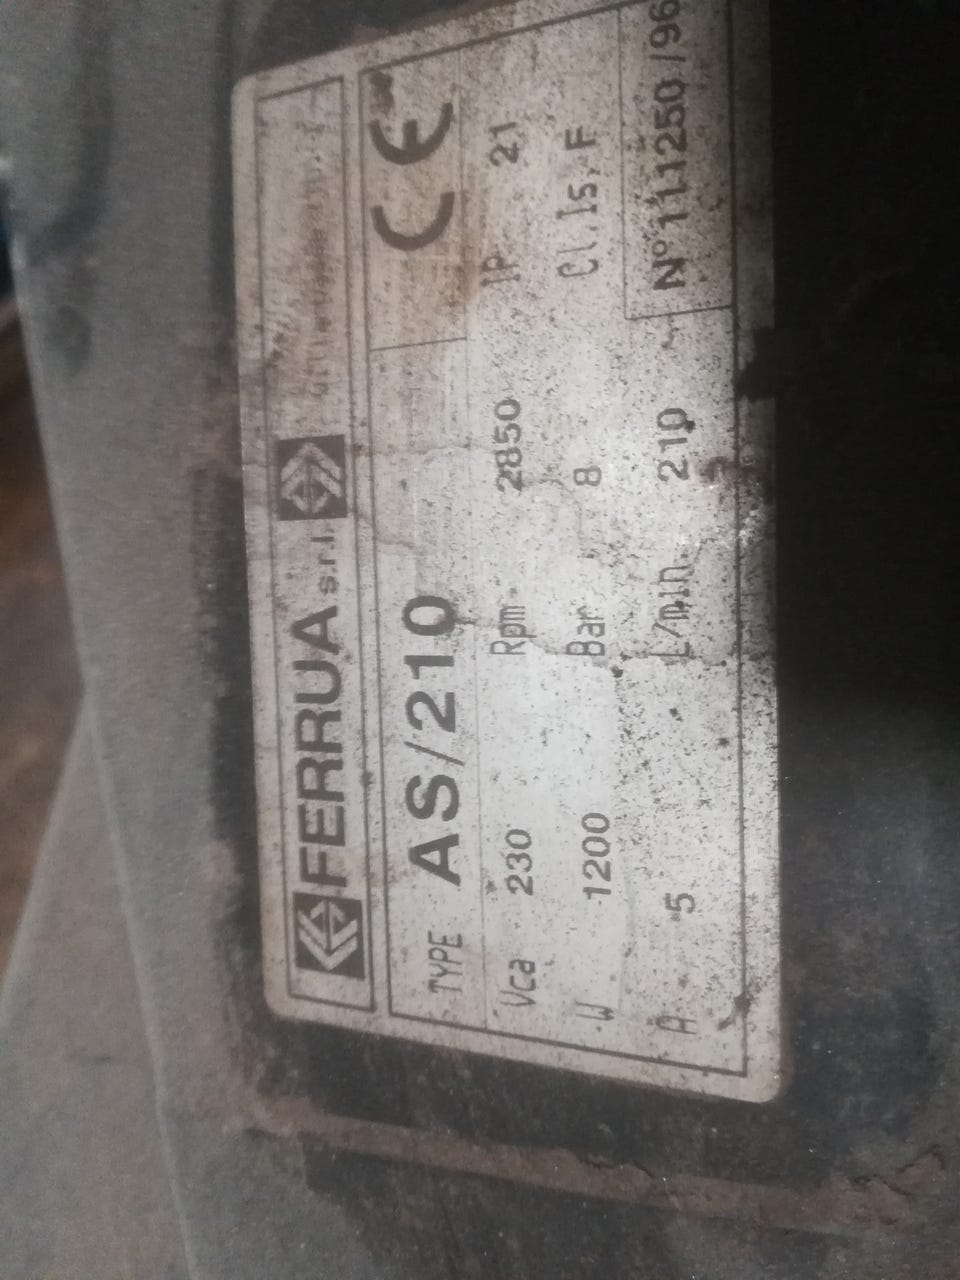 FERRUA s.r.l.
TYPE AS/210 CE
Vca 230 Rpm 2850 IP 21
W 1200 Bar 8 Cl.Is.F
A 5 L/min. 210
N° 111250/96